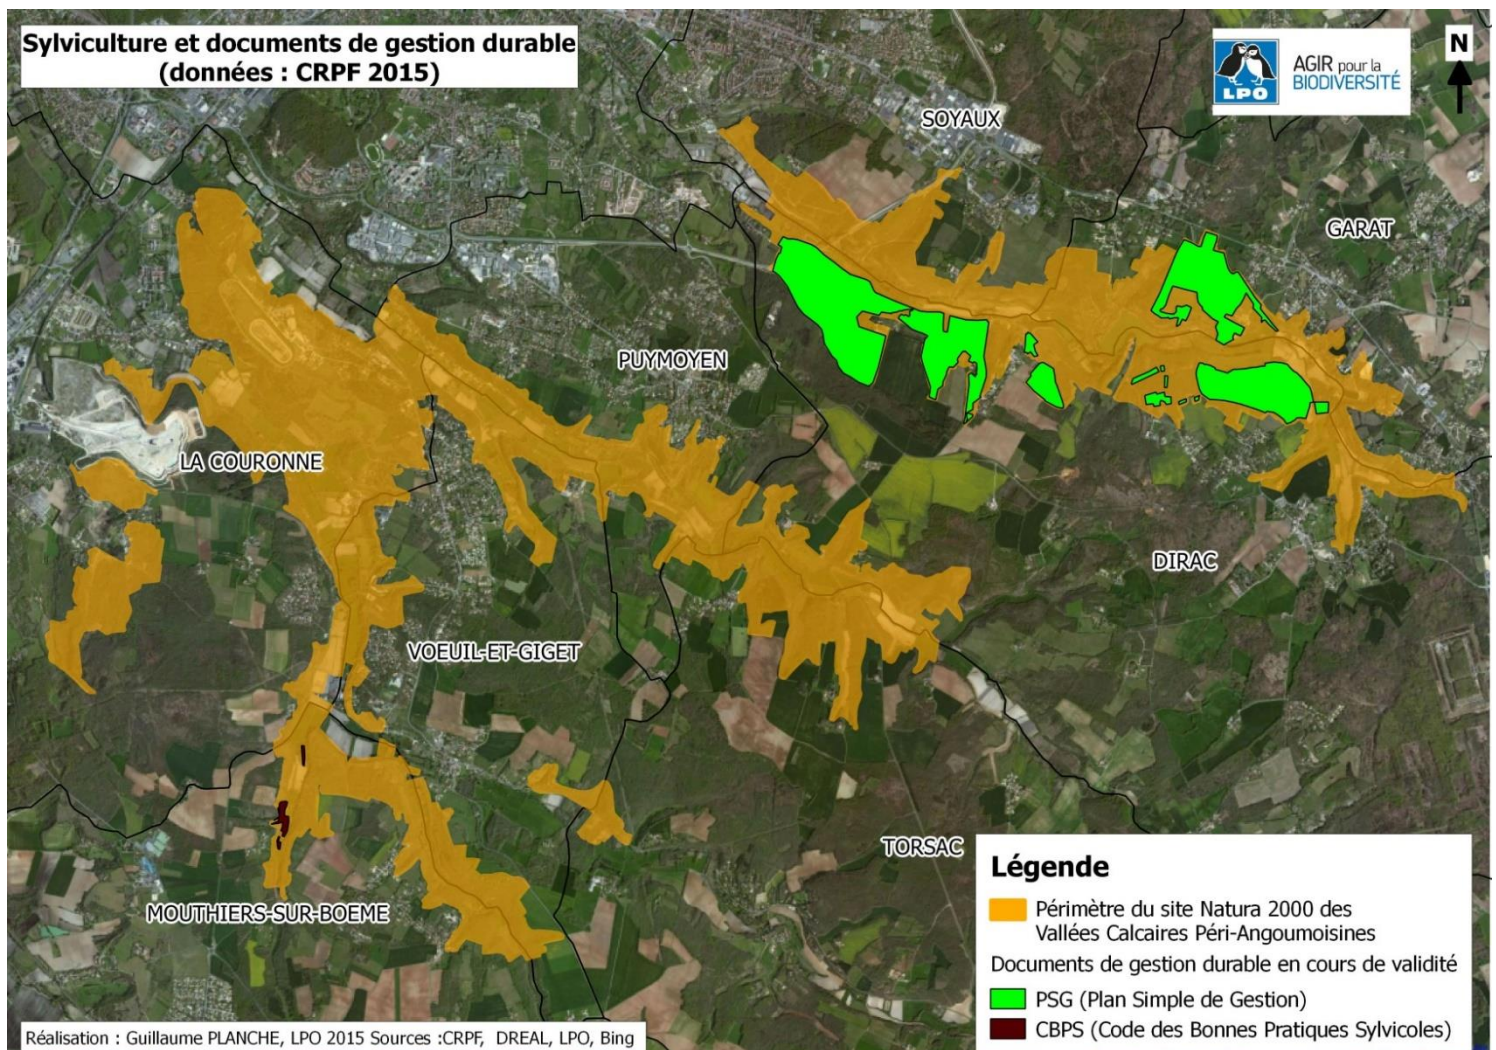 Sylviculture et documents de gestion durable
(données : CRPF 2015)
LPO
AGIR pour la
BIODIVERSITÉ
N
SOYAUX
GARAT
PUYMOYEN
LA COURONNE
DIRAC
VOEUIL-ET-GIGET
TORSAC
MOUTHIERS-SUR-BOEME
Légende
Périmètre du site Natura 2000 des
Vallées Calcaires Péri-Angoumoisines
Documents de gestion durable en cours de validité
PSG (Plan Simple de Gestion)
CBPS (Code des Bonnes Pratiques Sylvicoles)
Réalisation : Guillaume PLANCHE, LPO 2015 Sources :CRPF, DREAL, LPO, Bing